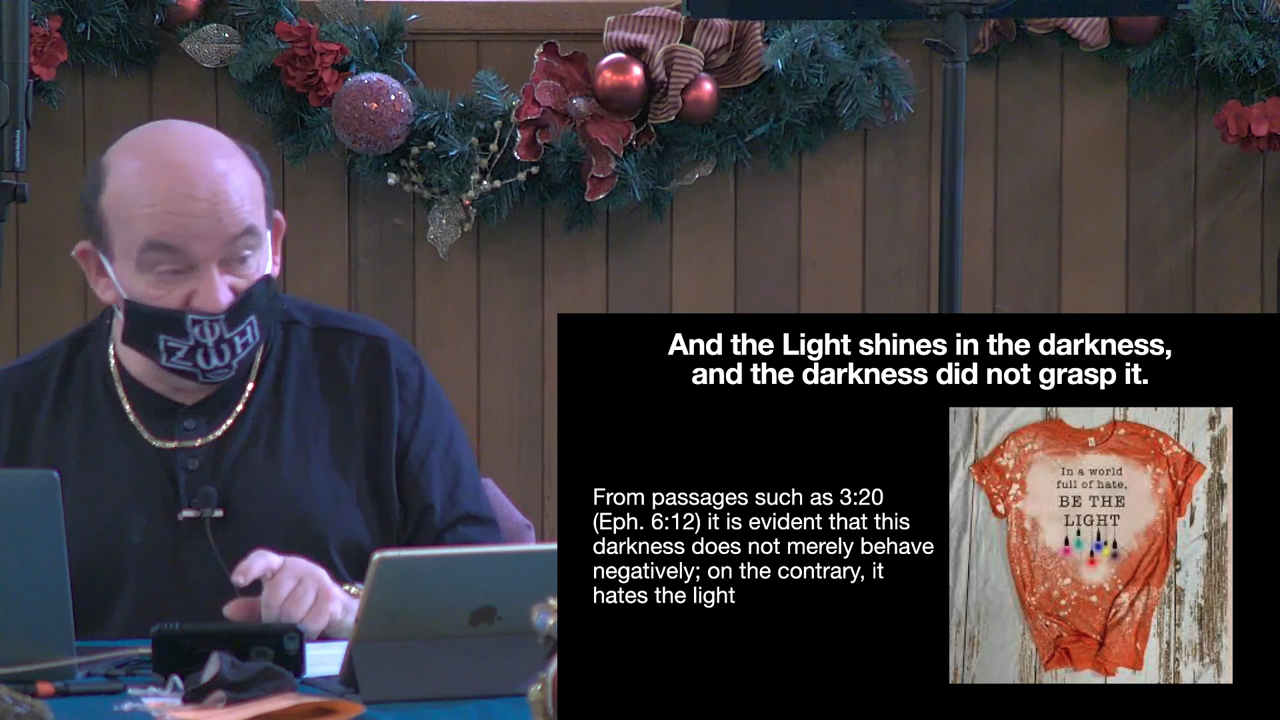 Φ
ΖωΗ
And the Light shines in the darkness,
and the darkness did not grasp it.
From passages such as 3:20
(Eph. 6:12) it is evident that this
darkness does not merely behave
negatively; on the contrary, it
hates the light
In a world
full of hate,
BE THE
LIGHT